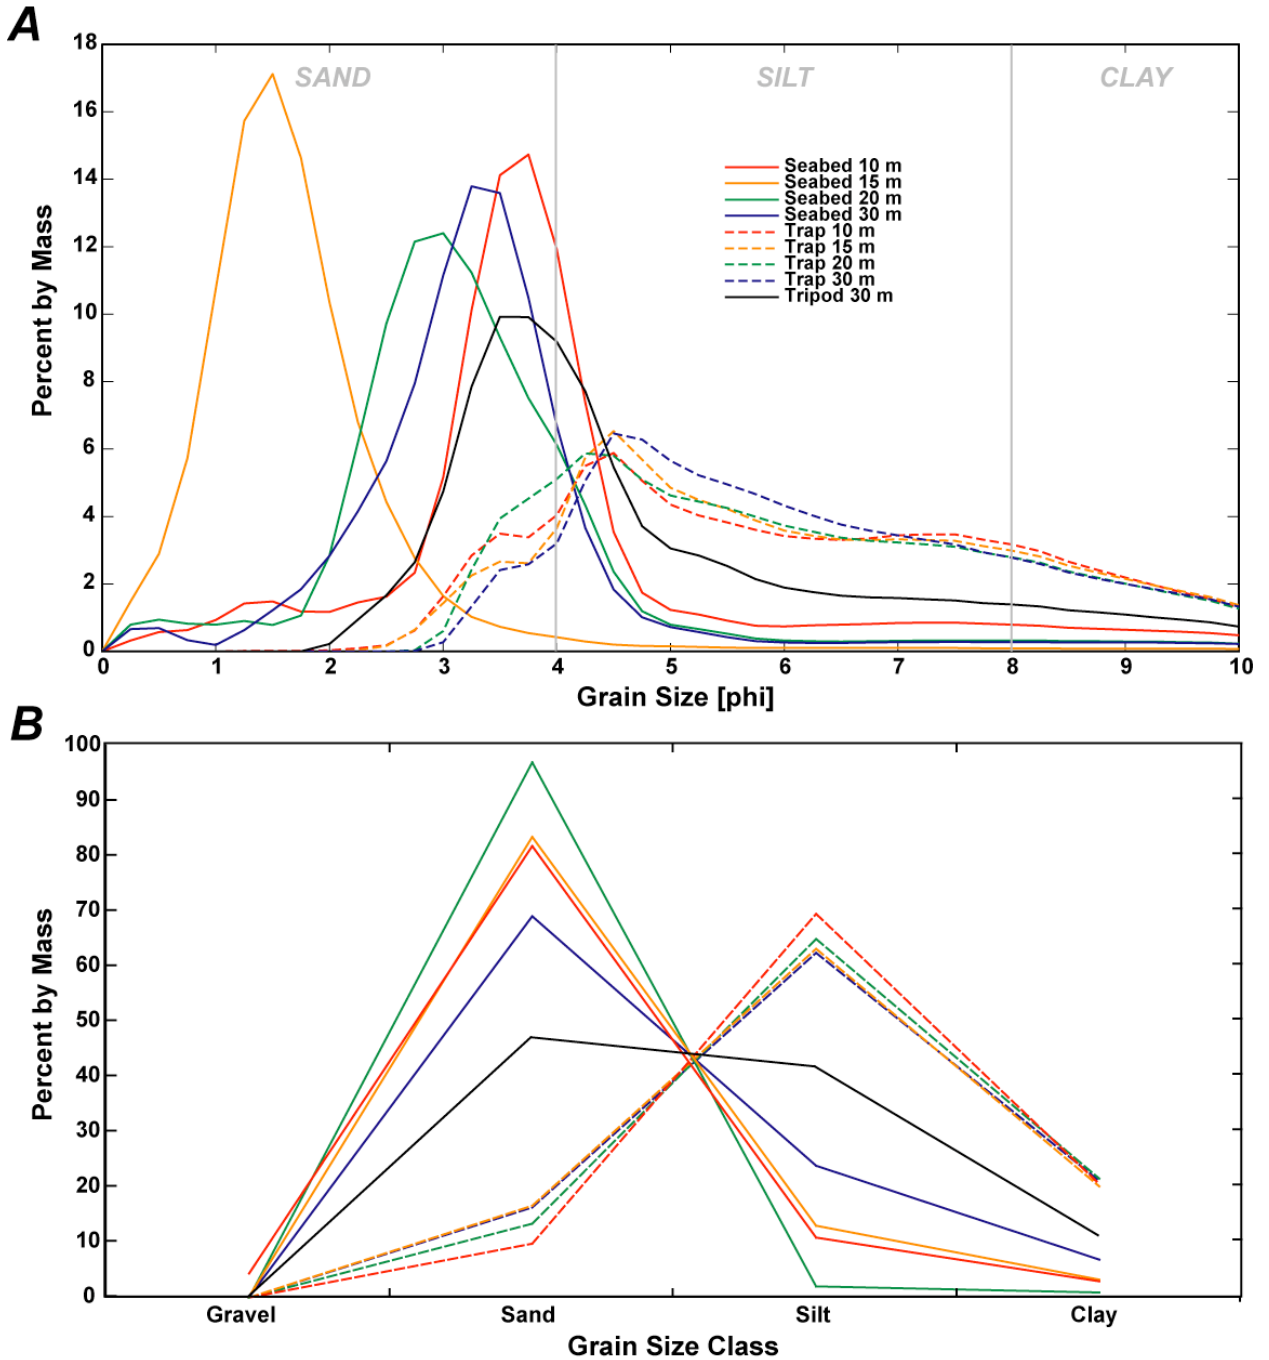 A
18
16
14
12
10
8
6
4
2
0
Percent by Mass
SAND SILT CLAY
Seabed 10 m
Seabed 15 m
Seabed 20 m
Seabed 30 m
Trap 10 m
Trap 15 m
Trap 20 m
Trap 30 m
Tripod 30 m
0 1 2 3 4 5 6 7 8 9 10
Grain Size [phi]
B
100
90
80
70
60
50
40
30
20
10
0
Percent by Mass
Gravel Sand Silt Clay
Grain Size Class